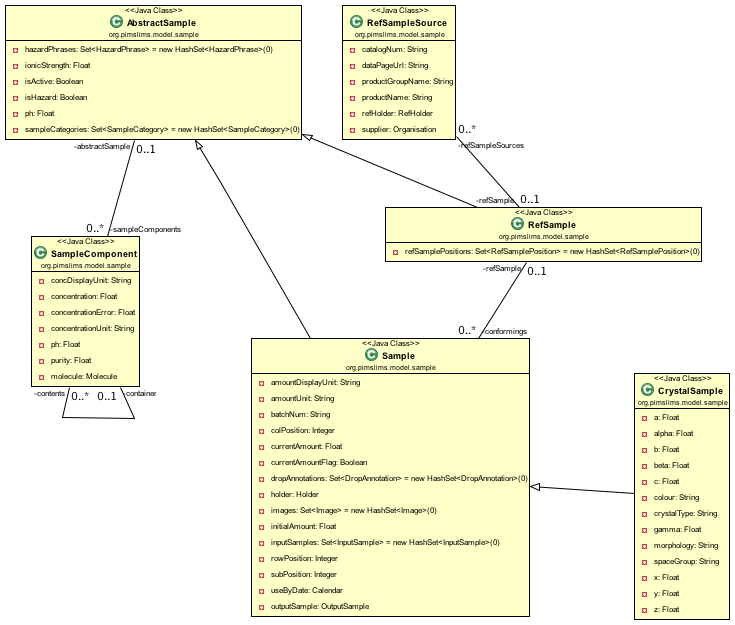 <<Java Class>>
AbstractSample
org.pimslims.model.sample
hazardPhrases: Set<HazardPhrase> = new HashSet<HazardPhrase>(0)
ionicStrength: Float
isActive: Boolean
isHazard: Boolean
ph: Float
sampleCategories: Set<SampleCategory> = new HashSet<SampleCategory>(0)
<<Java Class>>
RefSampleSource
org.pimslims.model.sample
catalogNum: String
dataPageUrl: String
productGroupName: String
productName: String
refHolder: RefHolder
supplier: Organisation
-abstractSample 0..1
0..*
-refSampleSources
0..* -sampleComponents
-refSample 0..1
<<Java Class>>
RefSample
org.pimslims.model.sample
refSamplePositions: Set<RefSamplePosition> = new HashSet<RefSamplePosition>(0)
-refSample 0..1
<<Java Class>>
SampleComponent
org.pimslims.model.sample
concDisplayUnit: String
concentration: Float
concentrationError: Float
concentrationUnit: String
ph: Float
purity: Float
molecule: Molecule
-contents 0..* 0..1 -container
0..* -conformings
<<Java Class>>
Sample
org.pimslims.model.sample
amountDisplayUnit: String
amountUnit: String
batchNum: String
colPosition: Integer
currentAmount: Float
currentAmountFlag: Boolean
dropAnnotations: Set<DropAnnotation> = new HashSet<DropAnnotation>(0)
holder: Holder
images: Set<Image> = new HashSet<Image>(0)
initialAmount: Float
inputSamples: Set<InputSample> = new HashSet<InputSample>(0)
rowPosition: Integer
subPosition: Integer
useByDate: Calendar
outputSample: OutputSample
<<Java Class>>
CrystalSample
org.pimslims.model.sample
a: Float
alpha: Float
b: Float
beta: Float
c: Float
colour: String
crystalType: String
gamma: Float
morphology: String
spaceGroup: String
x: Float
y: Float
z: Float